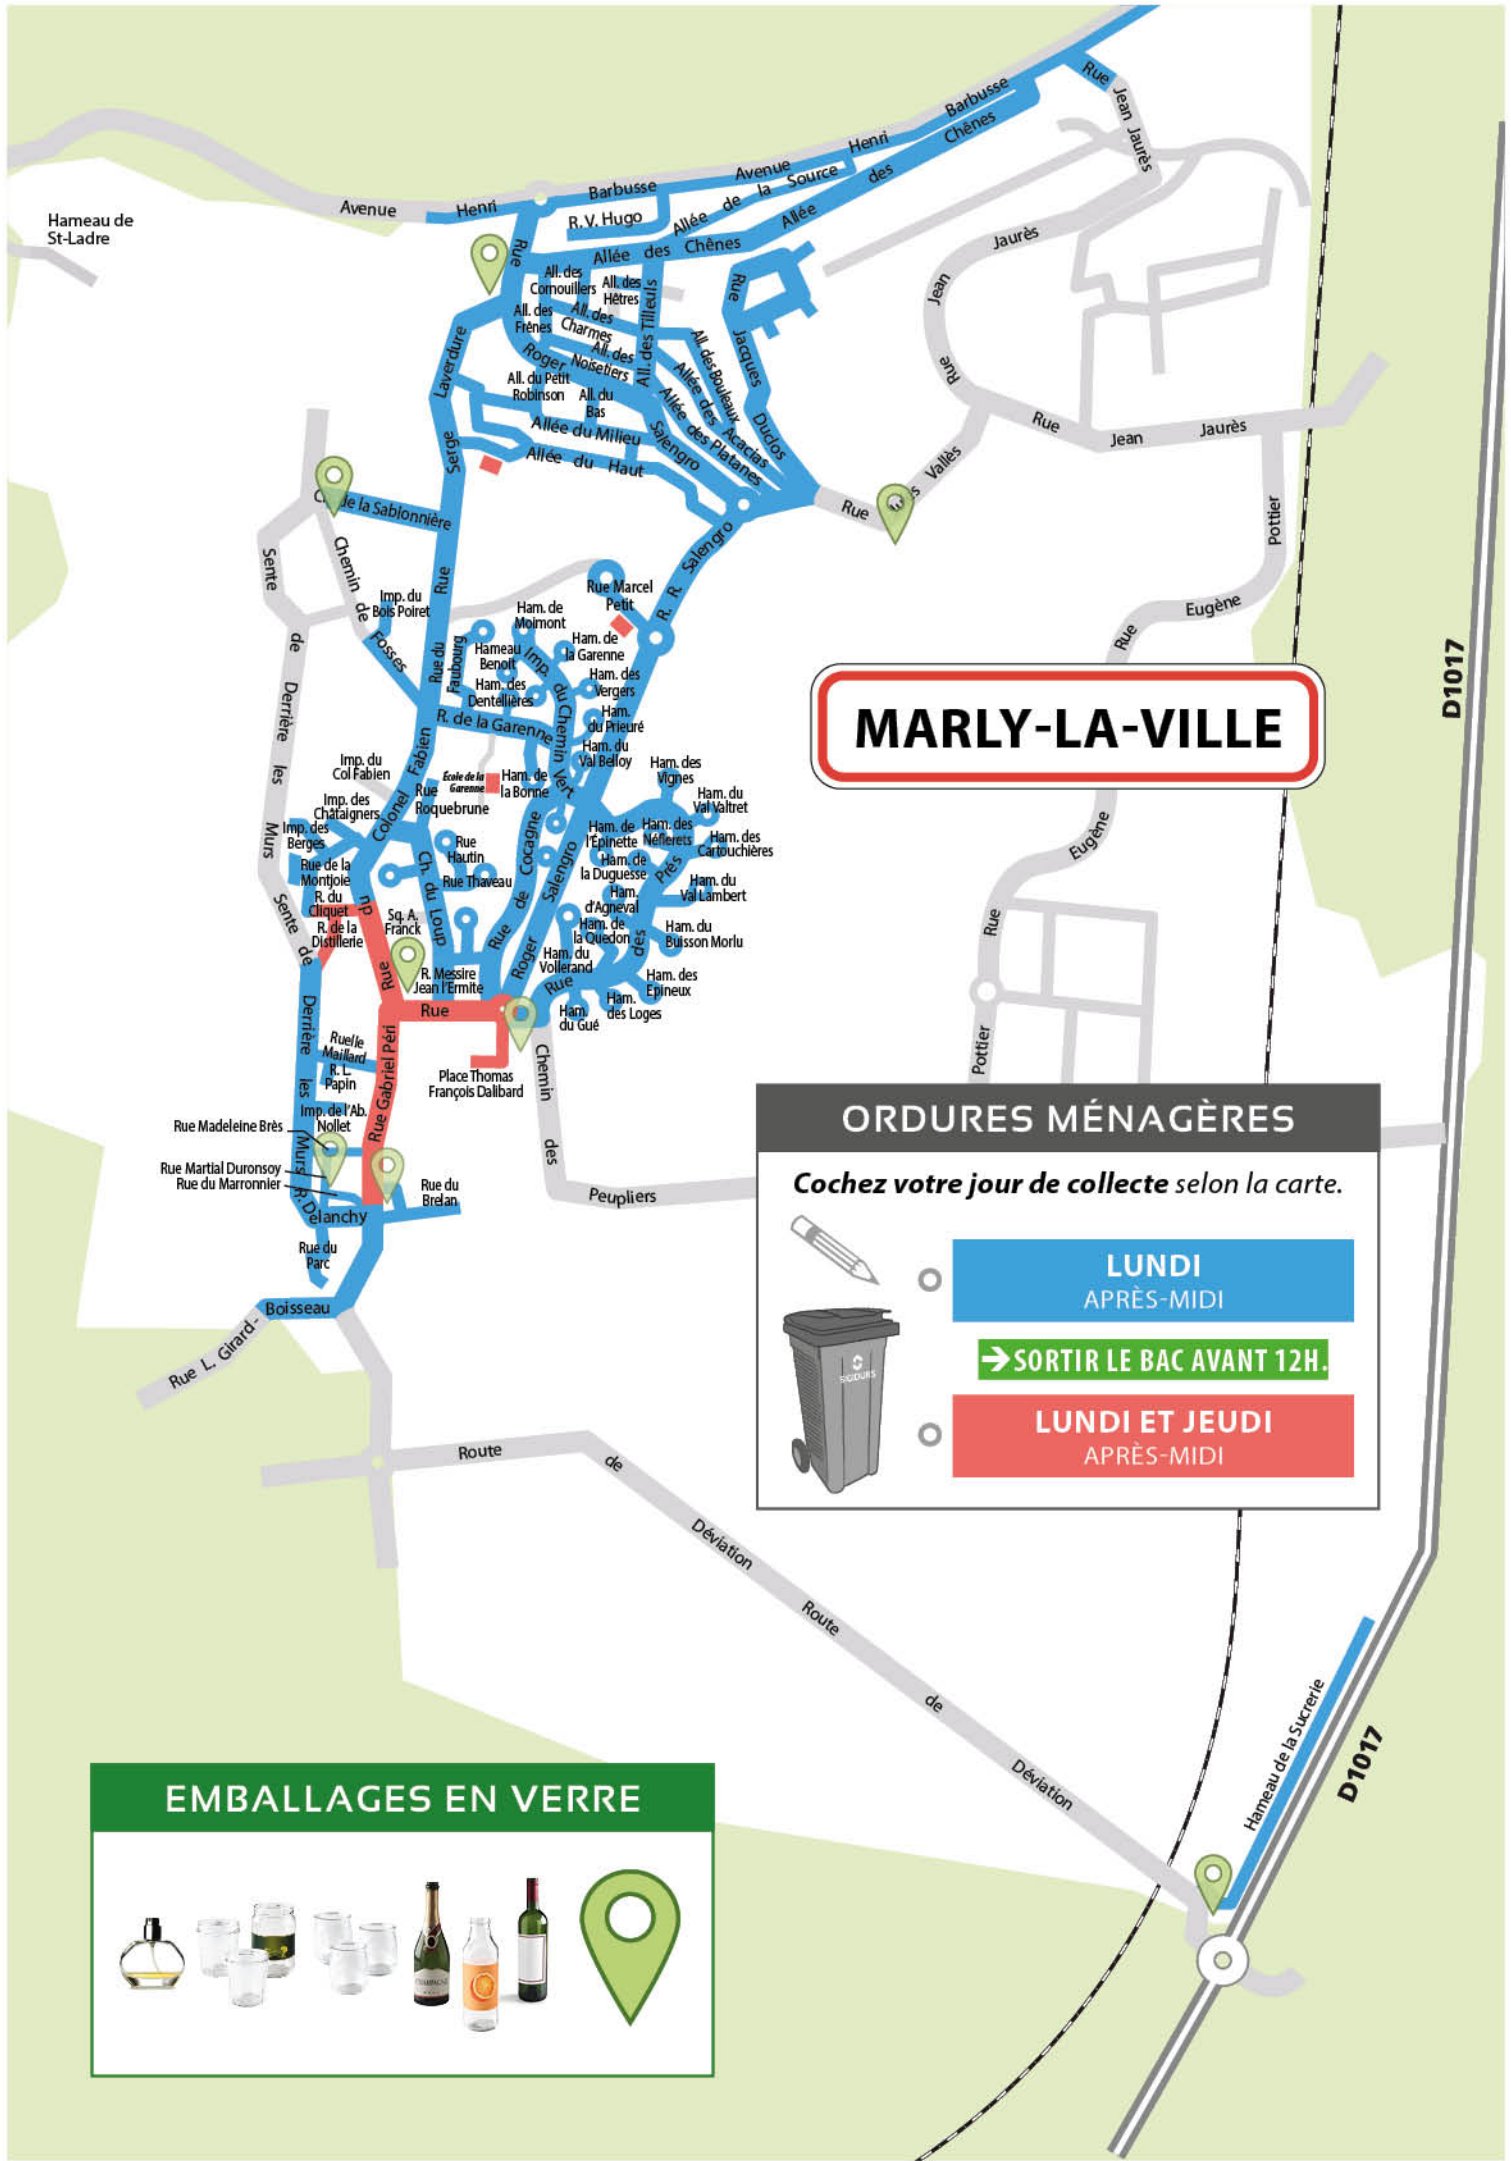 Rue
Jean Jaurès
Barbusse
Henri
Chênes
des
Avenue
Allée de la Source
Barbusse
Avenue
Henri
R. V. Hugo
Allée
Hameau de
St-Ladre
Allée des Chênes
Rue
Jaurès
Jean
Rue
All. des
Cornouillers
All. des
Hêtres
All. des Tilleuls
Rue
Jacques
Duclos
All. des
Frênes
All. des
Charmes
All. des
Noisetiers
Roger
Salengro
All. des Bouleaux
Allée des Acacias
Allée des Platanes
Laverdure
Serge
Rue
All. du Petit
Robinson
All. du
Bas
Allée du Milieu
Allée du Haut
Rue
Jean
Jaurès
Rue
Vallès
Pottier
Eugène
Rue
de la Sablonnière
Sente
de
Derrière
les
Murs
Chemin
de
Fosses
Imp. du
Bois Poiret
R. R. Salengro
Rue Marcel
Petit
Ham. de
Moimont
Ham. de
la Garenne
Hameau
Benoit
Imp. du Chemin Vert
Ham. des
Vergers
Ham. des
Dentellières
Rue du
Faubourg
Ham.
du Prieuré
R. de la Garenne
Ham. du
Val Belloy
D1017
MARLY-LA-VILLE
Fabien
Colonel
du
Rue
Imp. du
Col Fabien
École de la
Garenne
Ham. de
la Bonne
Ham. des
Vignes
Rue
Roquebrune
Ham. du
Val Valtret
Imp. des
Châtaigners
Imp. des
Berges
Rue
Hautin
Cocagne
de
Rue
Salengro
Roger
Ham. de
l'Épinette
Ham. des
Néflerets
Ham. des
Cartouchières
Eugène
Rue
Pottier
Rue de la
Montjoie
Ch. du Loup
Rue Thaveau
Ham. de
la Duguesse
Prés
des
Rue
Ham. du
Val Lambert
R. du
Cliquet
R. de la
Distillerie
Sq. A.
Franck
Ham.
d'Agneval
Ham. de
la Quedon
Ham. du
Buisson Morlu
Sente
de
Derrière
les
Murs
Ham. du
Vollerand
R. Messire
Jean l'Ermite
Ham. des
Epineux
Rue
Ham.
du Gué
Ham.
des Loges
Ruelle
Maillard
R. L.
Papin
Rue Gabriel Péri
Place Thomas
François Dalibard
Chemin
des
Peupliers
Imp. de l'Ab.
Nollet
Rue Madeleine Brès
Rue Martial Duronsoy
Rue du Marronnier
R. Delanchy
Rue du
Brelan
Rue du
Parc
Boisseau
Rue L. Girard-
ORDURES MÉNAGÈRES
Cochez votre jour de collecte selon la carte.
LUNDI
APRÈS-MIDI
SORTIR LE BAC AVANT 12H.
SIGIDURS
LUNDI ET JEUDI
APRÈS-MIDI
Route
de
Déviation
Route
de
Déviation
Hameau de la Sucrerie
D1017
EMBALLAGES EN VERRE
CHAMPAGNE